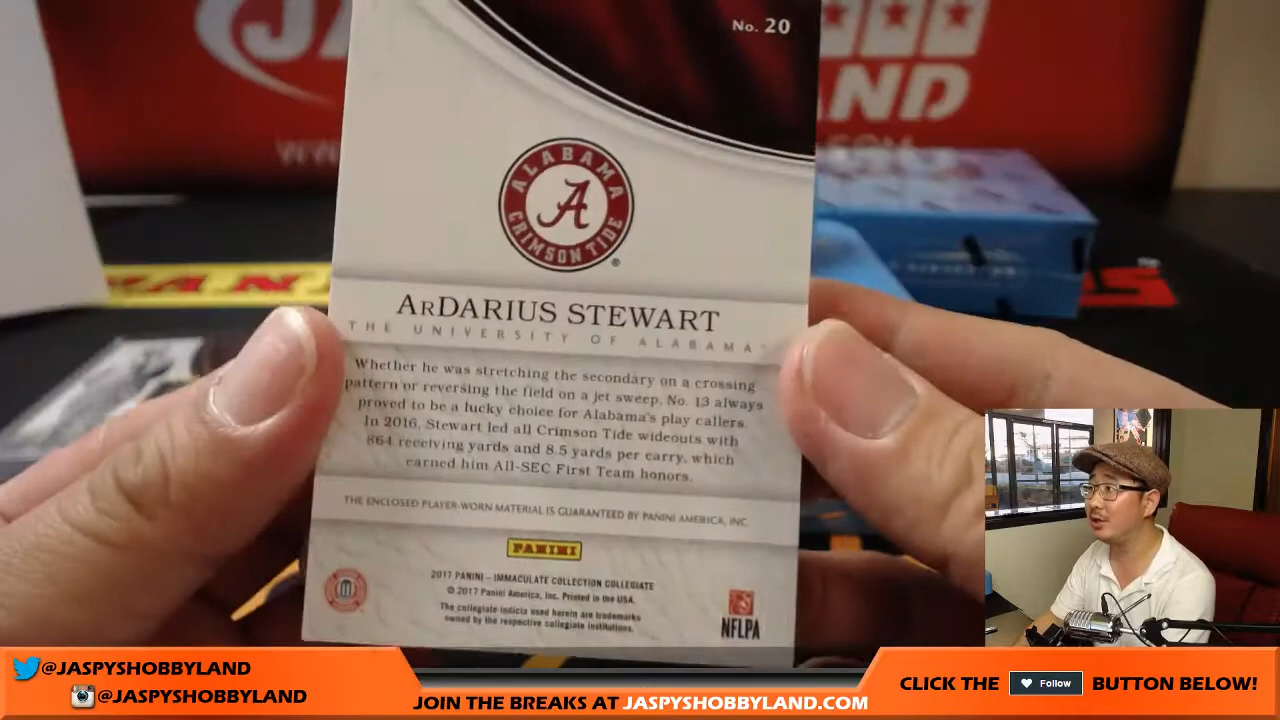 No. 20
ALABAMA
A
CRIMSON TIDE
ArDARIUS STEWART
THE UNIVERSITY OF ALABAMA
Whether he was stretching the secondary on a crossing
pattern or reversing the field on a jet sweep, No. 13 always
proved to be a lucky choice for Alabama's play callers.
In 2016, Stewart led all Crimson Tide wideouts with
864 receiving yards and 8.5 yards per carry, which
earned him All-SEC First Team honors.
THE ENCLOSED PLAYER-WORN MATERIAL IS GUARANTEED BY PANINI AMERICA, INC.
PANINI
2017 PANINI – IMMACULATE COLLECTION COLLEGIATE
© 2017 Panini America, Inc. Printed in the USA.
The collegiate indicia used herein are trademarks
owned by the respective collegiate institutions.
NFLPA
@JASPYSHOBBYLAND
@JASPYSHOBBYLAND
JOIN THE BREAKS AT JASPYSHOBBYLAND.COM
CLICK THE Follow BUTTON BELOW!